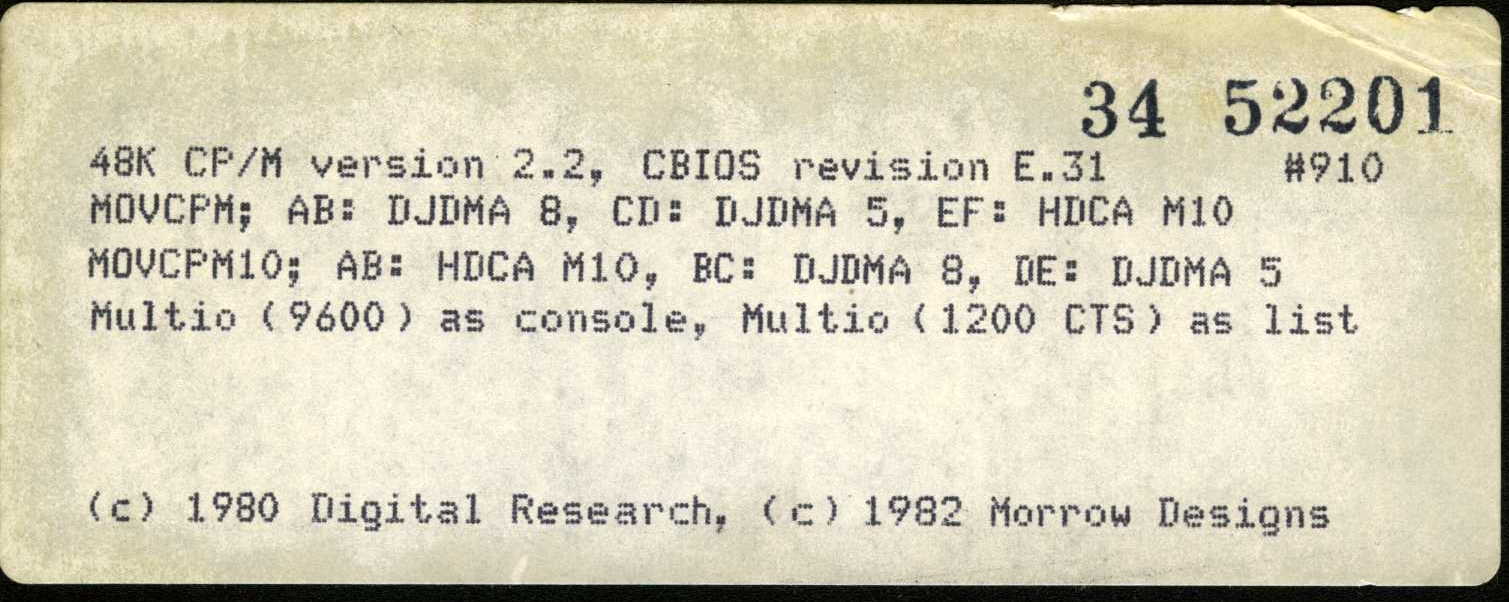 34 52201
48K CP/M version 2.2, CBIOS revision E.31 #910
MOVCPM; AB: DJDMA 8, CD: DJDMA 5, EF: HDCA M10
MOVCPM10; AB: HDCA M10, BC: DJDMA 8, DE: DJDMA 5
Multio (9600) as console, Multio (1200 CTS) as list
(c) 1980 Digital Research, (c) 1982 Morrow Designs